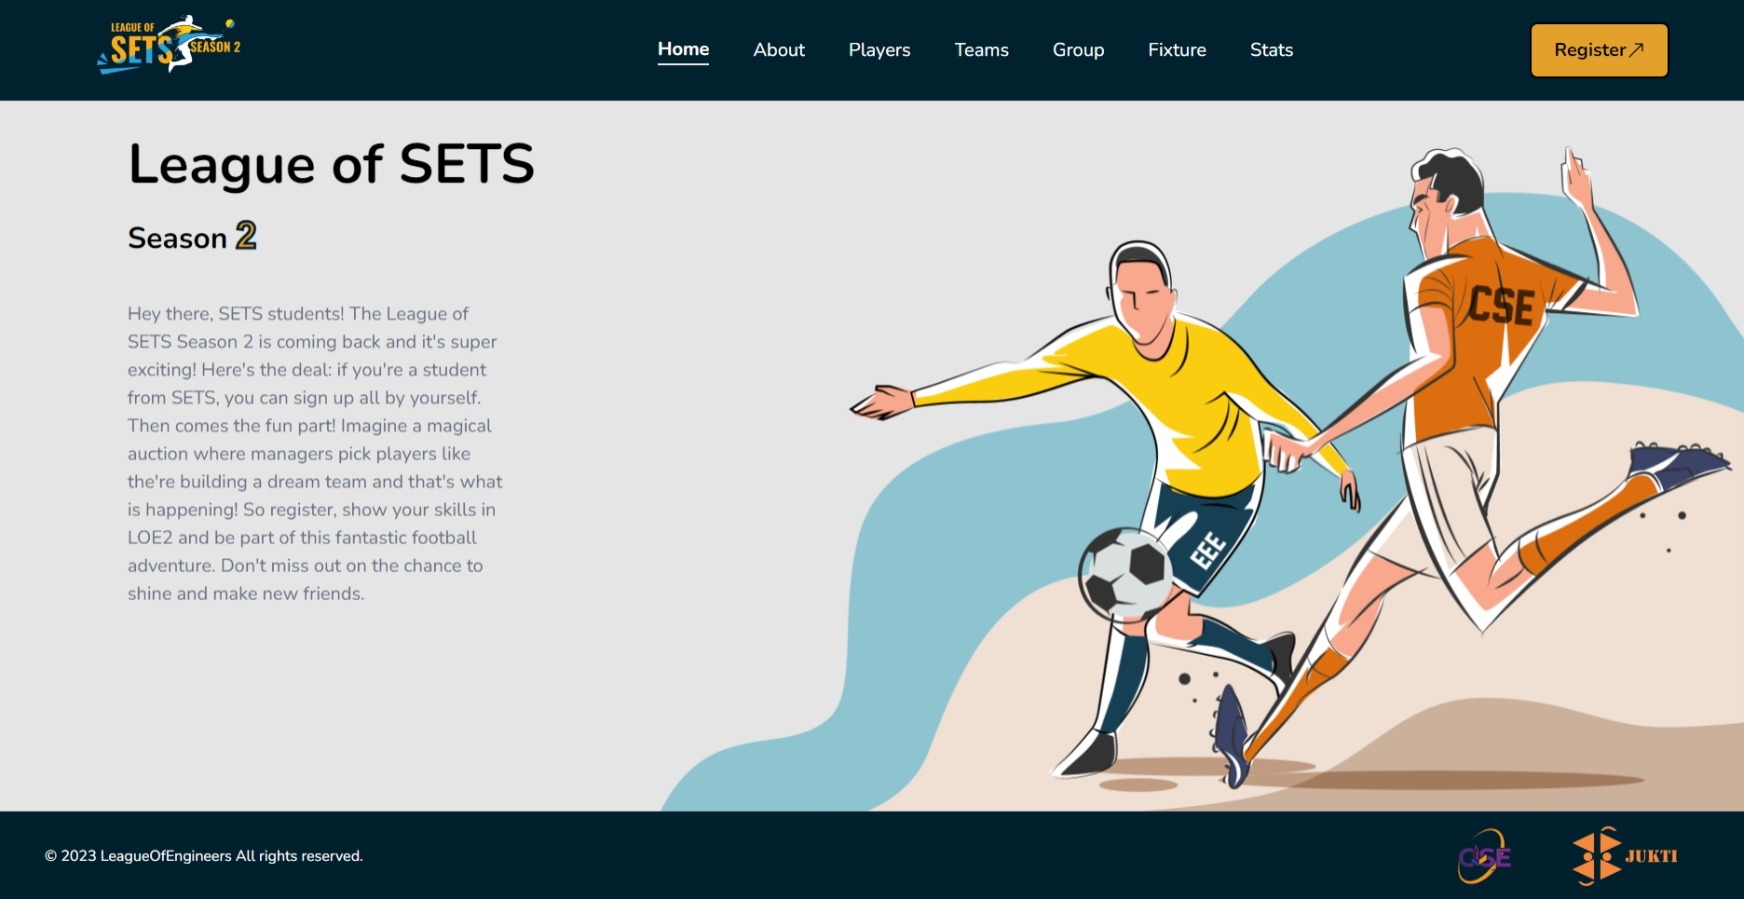 LEAGUE OF
SETS SEASON 2
Home About Players Teams Group Fixture Stats
Register
League of SETS
Season 2
Hey there, SETS students! The League of
SETS Season 2 is coming back and it's super
exciting! Here's the deal: if you're a student
from SETS, you can sign up all by yourself.
Then comes the fun part! Imagine a magical
auction where managers pick players like
the're building a dream team and that's what
is happening! So register, show your skills in
LOE2 and be part of this fantastic football
adventure. Don't miss out on the chance to
shine and make new friends.
CSE
EEE
© 2023 LeagueOfEngineers All rights reserved.
CSE
JUKTI